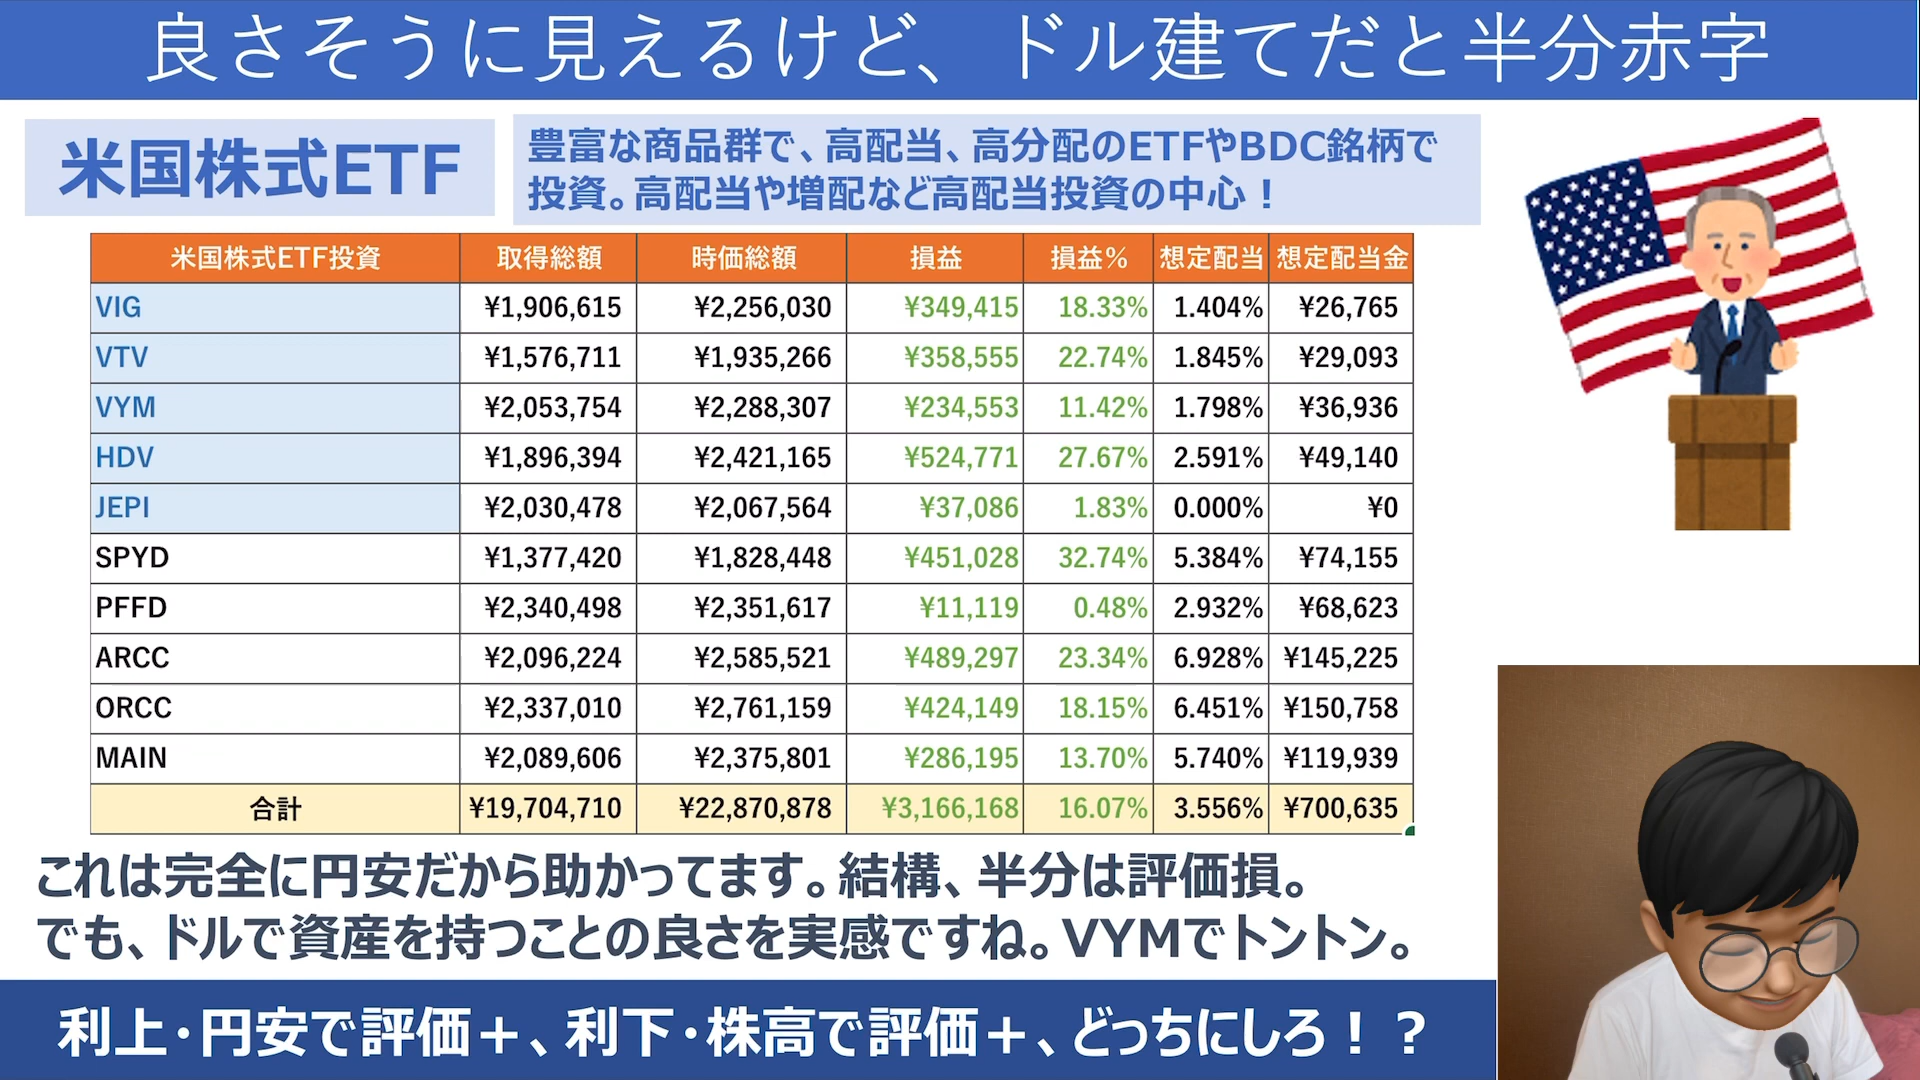 良さそうに見えるけど、ドル建てだと半分赤字
米国株式ETF
豊富な商品群で、高配当、高分配のETFやBDC銘柄で
投資。高配当や増配など高配当投資の中心！
米国株式ETF投資 取得総額 時価総額 損益 損益% 想定配当 想定配当金
VIG ¥1,906,615 ¥2,256,030 ¥349,415 18.33% 1.404% ¥26,765
VTV ¥1,576,711 ¥1,935,266 ¥358,555 22.74% 1.845% ¥29,093
VYM ¥2,053,754 ¥2,288,307 ¥234,553 11.42% 1.798% ¥36,936
HDV ¥1,896,394 ¥2,421,165 ¥524,771 27.67% 2.591% ¥49,140
JEPI ¥2,030,478 ¥2,067,564 ¥37,086 1.83% 0.000% ¥0
SPYD ¥1,377,420 ¥1,828,448 ¥451,028 32.74% 5.384% ¥74,155
PFFD ¥2,340,498 ¥2,351,617 ¥11,119 0.48% 2.932% ¥68,623
ARCC ¥2,096,224 ¥2,585,521 ¥489,297 23.34% 6.928% ¥145,225
ORCC ¥2,337,010 ¥2,761,159 ¥424,149 18.15% 6.451% ¥150,758
MAIN ¥2,089,606 ¥2,375,801 ¥286,195 13.70% 5.740% ¥119,939
合計 ¥19,704,710 ¥22,870,878 ¥3,166,168 16.07% 3.556% ¥700,635
これは完全に円安だから助かってます。結構、半分は評価損。
でも、ドルで資産を持つことの良さを実感ですね。VYMでトントン。
利上・円安で評価＋、利下・株高で評価＋、どっちにしろ！？